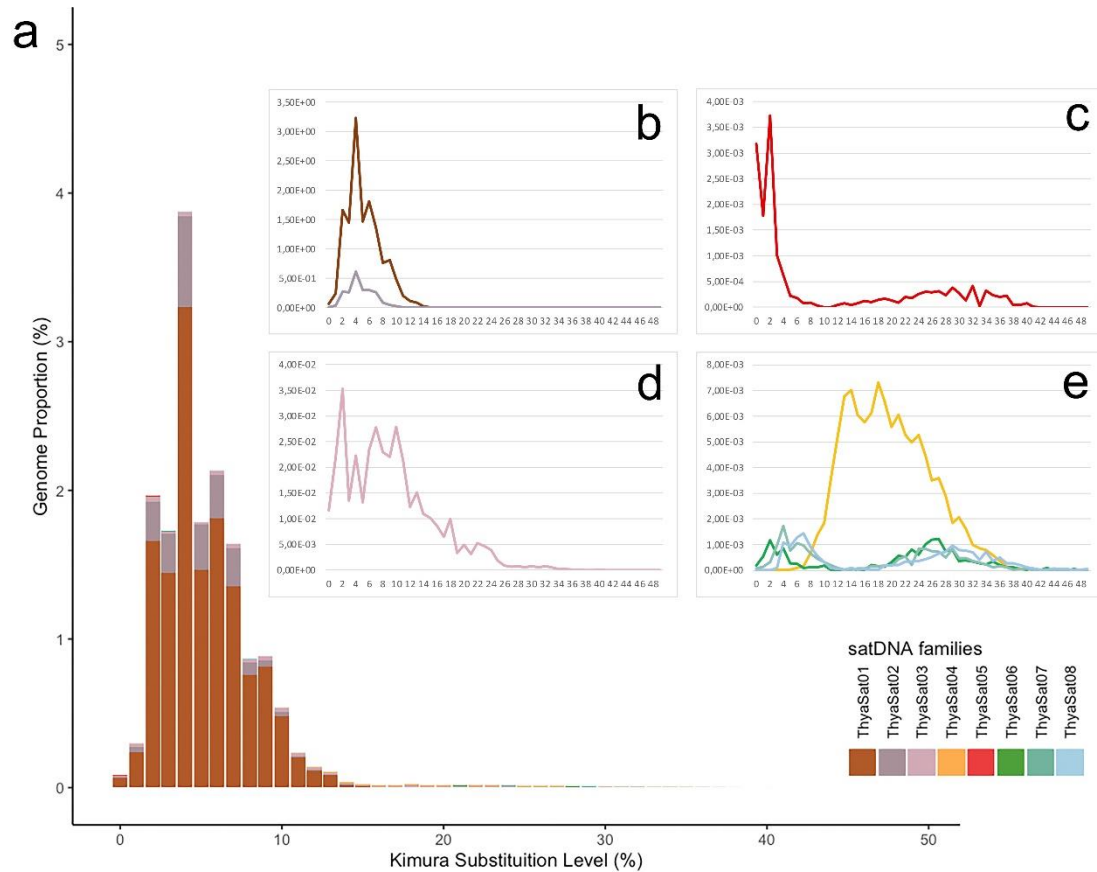 a
5
4
3
2
1
0
Genome Proportion (%)
0 10 20 30 40 50
Kimura Substituition Level (%)
b
3,50E+00
3,00E+00
2,50E+00
2,00E+00
1,50E+00
1,00E+00
5,00E-01
0,00E+00
0 2 4 6 8 10 12 14 16 18 20 22 24 26 28 30 32 34 36 38 40 42 44 46 48
c
4,00E-03
3,50E-03
3,00E-03
2,50E-03
2,00E-03
1,50E-03
1,00E-03
5,00E-04
0,00E+00
0 2 4 6 8 10 12 14 16 18 20 22 24 26 28 30 32 34 36 38 40 42 44 46 48
d
4,00E-02
3,50E-02
3,00E-02
2,50E-02
2,00E-02
1,50E-02
1,00E-02
5,00E-03
0,00E+00
0 2 4 6 8 10 12 14 16 18 20 22 24 26 28 30 32 34 36 38 40 42 44 46 48
e
8,00E-03
7,00E-03
6,00E-03
5,00E-03
4,00E-03
3,00E-03
2,00E-03
1,00E-03
0,00E+00
0 2 4 6 8 10 12 14 16 18 20 22 24 26 28 30 32 34 36 38 40 42 44 46 48
satDNA families
ThyaSat01
ThyaSat02
ThyaSat03
ThyaSat04
ThyaSat05
ThyaSat06
ThyaSat07
ThyaSat08